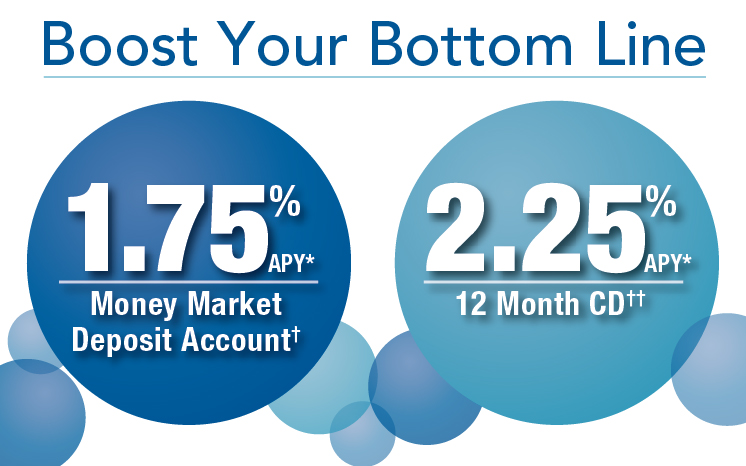 Boost Your Bottom Line
1.75% APY*
Money Market
Deposit Account†
2.25% APY*
12 Month CD††